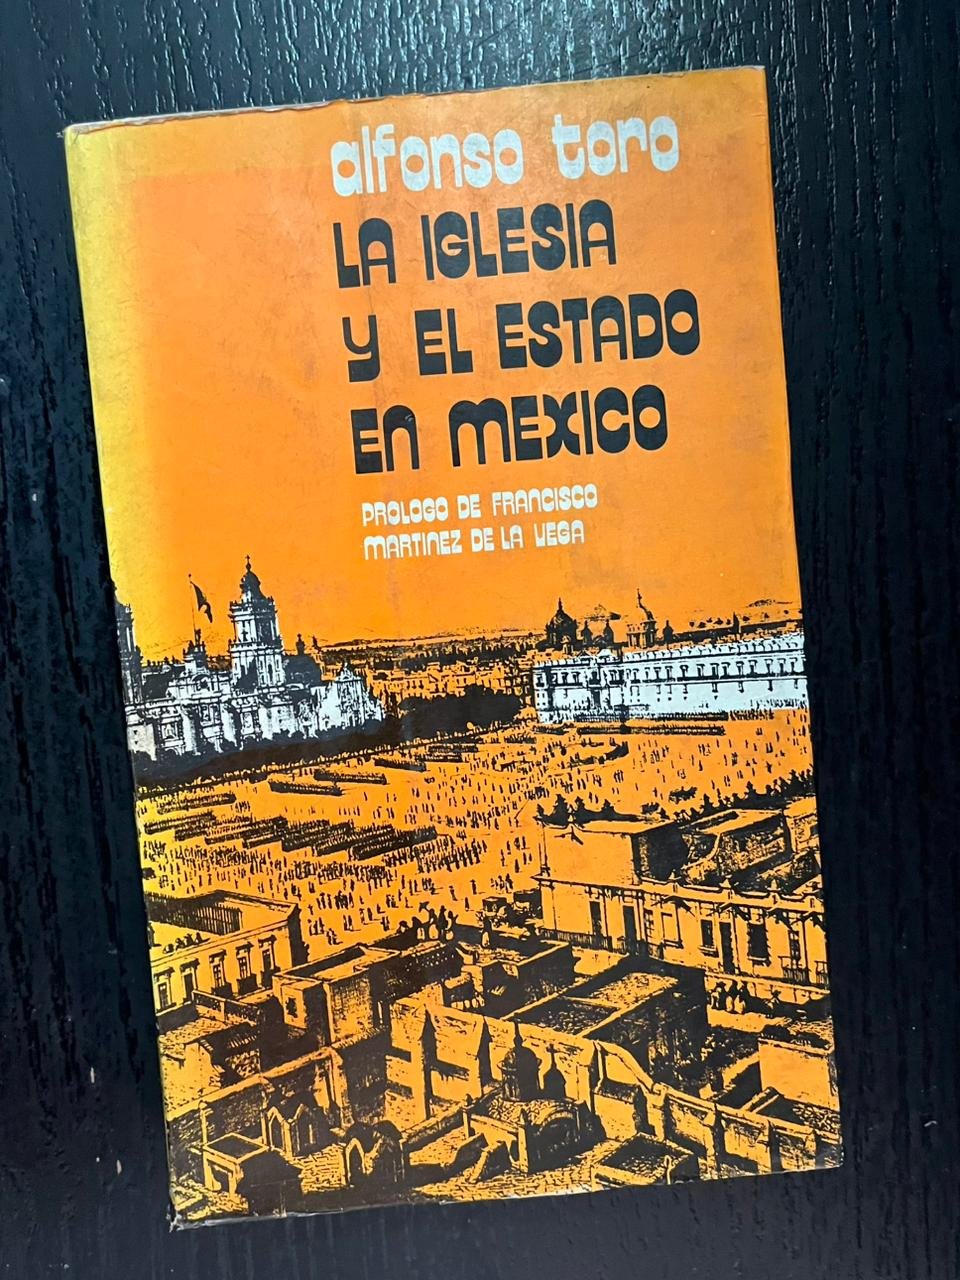 alfonso toro
LA IGLESIA
Y EL ESTADO
EN MEXICO
PROLOGO DE FRANCISCO
MARTINEZ DE LA VEGA